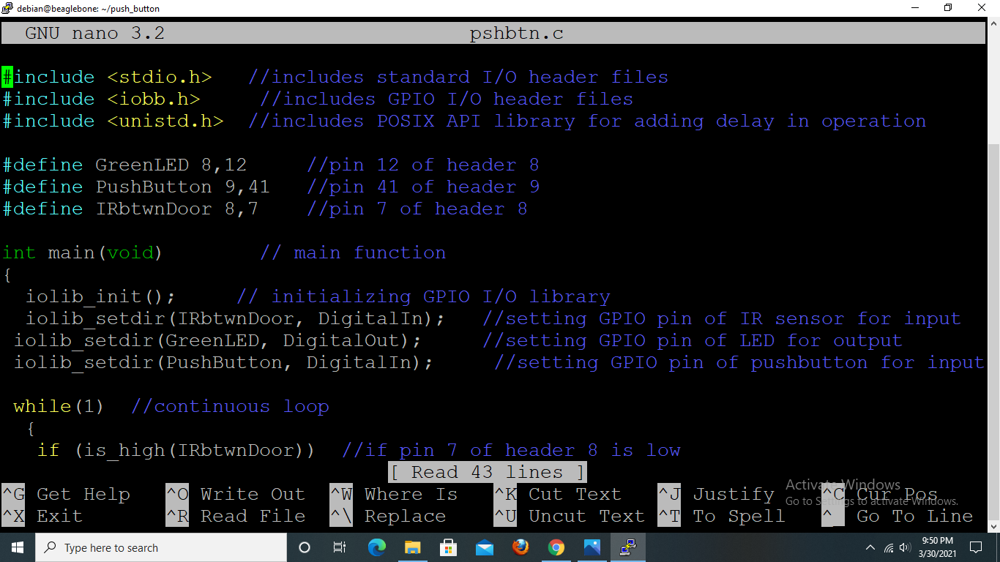 debian@beaglebone: ~/push_button
GNU nano 3.2 pshbtn.c
#include <stdio.h> //includes standard I/O header files
#include <iobb.h> //includes GPIO I/O header files
#include <unistd.h> //includes POSIX API library for adding delay in operation
#define GreenLED 8,12 //pin 12 of header 8
#define PushButton 9,41 //pin 41 of header 9
#define IRbtwnDoor 8,7 //pin 7 of header 8
int main(void) // main function
{
iolib_init(); // initializing GPIO I/O library
iolib_setdir(IRbtwnDoor, DigitalIn); //setting GPIO pin of IR sensor for input
iolib_setdir(GreenLED, DigitalOut); //setting GPIO pin of LED for output
iolib_setdir(PushButton, DigitalIn); //setting GPIO pin of pushbutton for input
while(1) //continuous loop
{
if (is_high(IRbtwnDoor)) //if pin 7 of header 8 is low
[ Read 43 lines ]
^G Get Help ^O Write Out ^W Where Is ^K Cut Text ^J Justify ^C Cur Pos
^X Exit ^R Read File ^\ Replace ^U Uncut Text ^T To Spell ^ Go To Line
Activate Windows
Go to Settings to activate Windows.
Type here to search
9:50 PM
3/30/2021